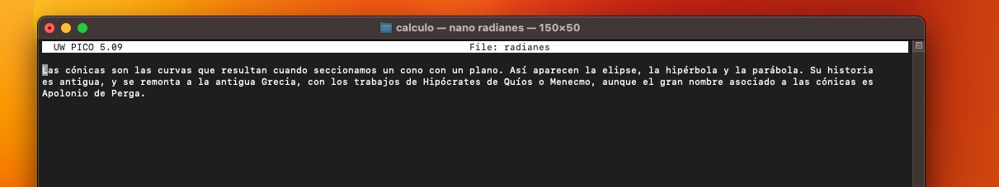 calculo — nano radianes — 150×50
UW PICO 5.09 File: radianes
Las cónicas son las curvas que resultan cuando seccionamos un cono con un plano. Así aparecen la elipse, la hipérbola y la parábola. Su historia
es antigua, y se remonta a la antigua Grecia, con los trabajos de Hipócrates de Quíos o Menecmo, aunque el gran nombre asociado a las cónicas es
Apolonio de Perga.